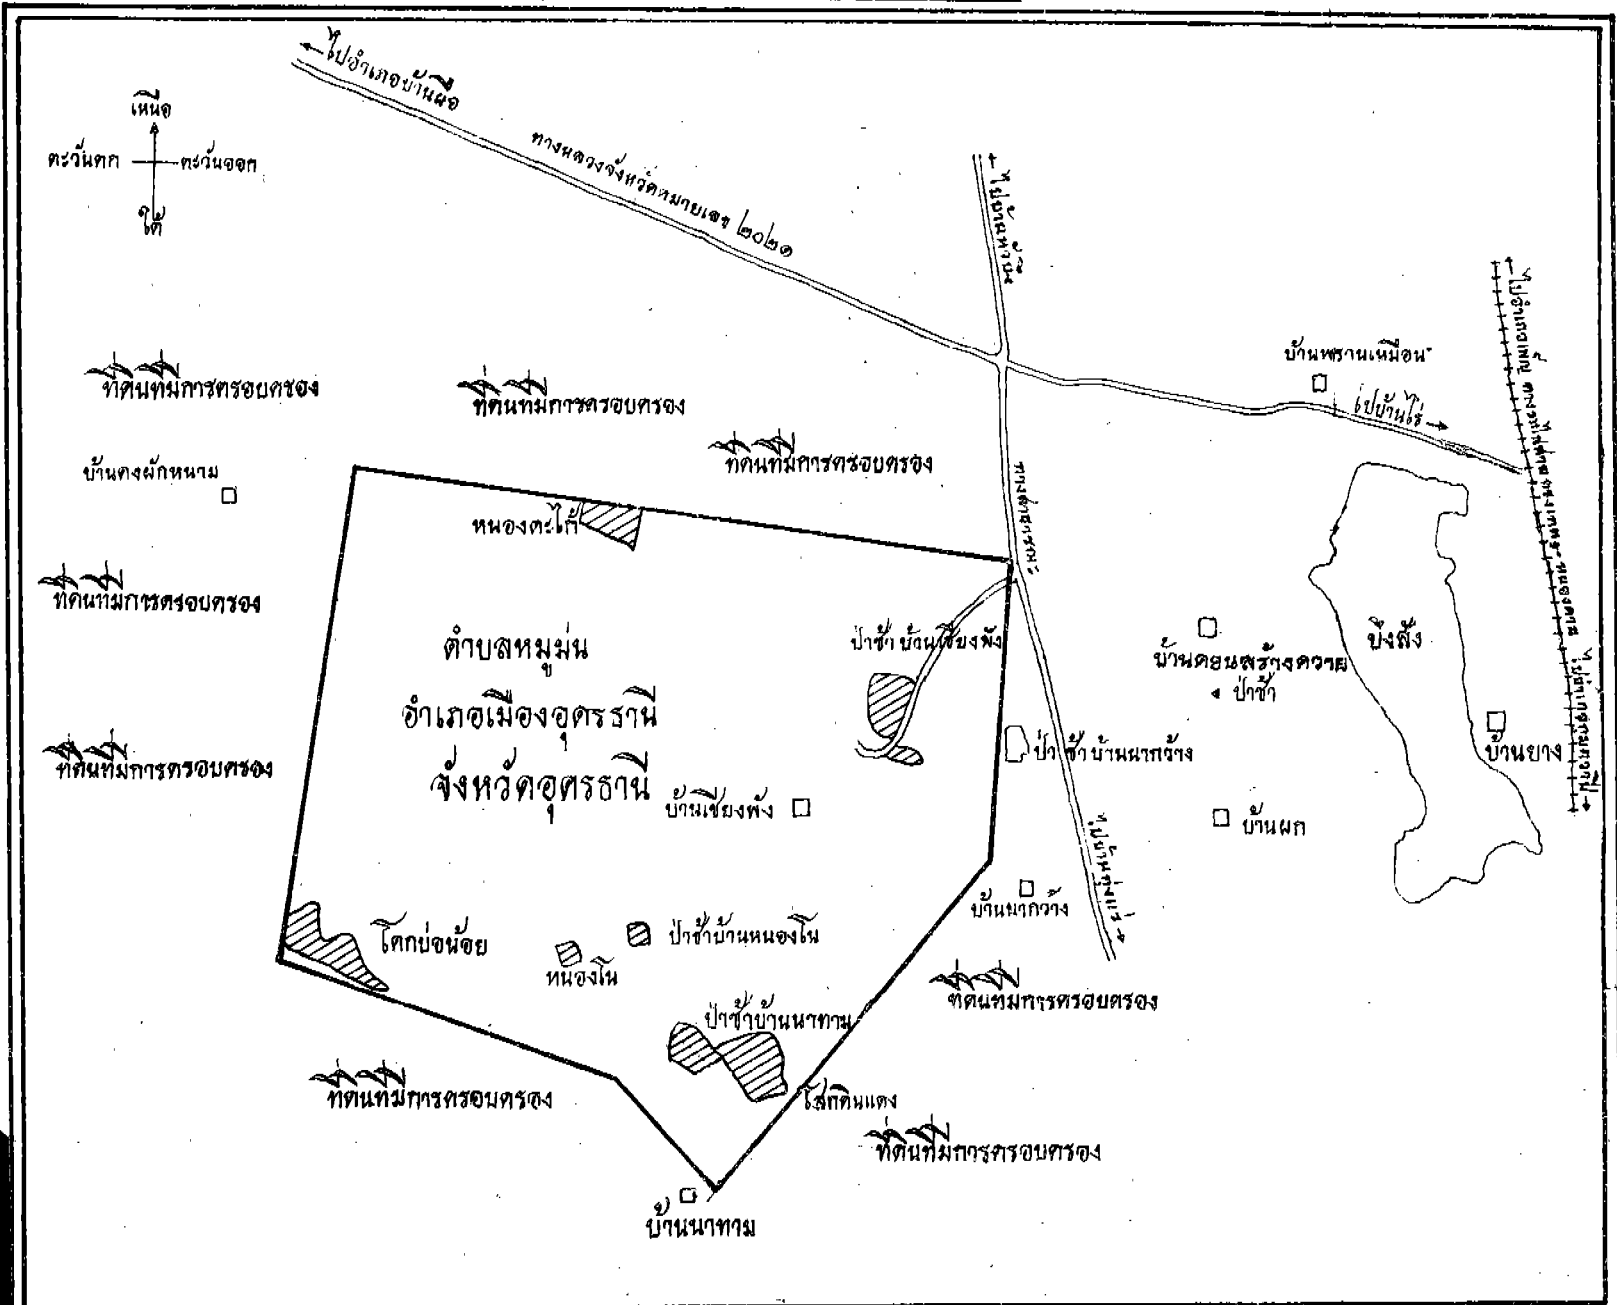 ไปอำเภอบ้านผือ
เหนือ
ตะวันตก
ตะวันออก
ใต้
ทางหลวงจังหวัดหมายเลข ๒๐๒๑
บ้านพรานเหมือน
ไปบ้านไร่
ที่ดินที่มีการครอบครอง
ที่ดินที่มีการครอบครอง
ที่ดินที่มีการครอบครอง
บ้านดงผักหนาม
หนองตะไก้
ทางสาธารณะ
ที่ดินที่มีการครอบครอง
ตำบลหมูม่น
อำเภอเมืองอุดรธานี
จังหวัดอุดรธานี
ป่าช้าบ้านเชียงพัง
บ้านดอนสร้างควาย
ป่าช้า
บึงสัง
บ้านยาง
ป่าช้าบ้านนากว้าง
ที่ดินที่มีการครอบครอง
บ้านเชียงพัง
บ้านผก
บ้านนากว้าง
โคกบ่อน้อย
ป่าช้าบ้านหนองโน
หนองโน
ที่ดินที่มีการครอบครอง
ป่าช้าบ้านนาทาม
โสกดินแดง
ที่ดินที่มีการครอบครอง
ที่ดินที่มีการครอบครอง
บ้านนาทาม